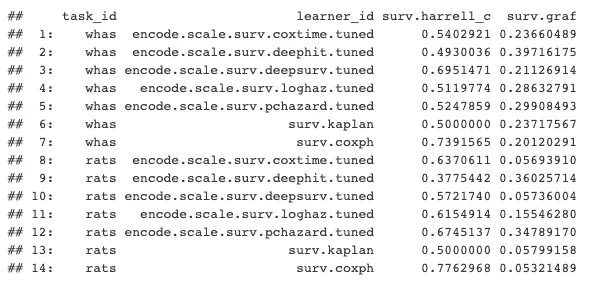 ## task_id learner_id surv.harrell_c surv.graf
## 1: whas encode.scale.surv.coxtime.tuned 0.5402921 0.23660489
## 2: whas encode.scale.surv.deephit.tuned 0.4930036 0.39716175
## 3: whas encode.scale.surv.deepsurv.tuned 0.6951471 0.21126914
## 4: whas encode.scale.surv.loghaz.tuned 0.5119774 0.28632791
## 5: whas encode.scale.surv.pchazard.tuned 0.5247859 0.29908493
## 6: whas surv.kaplan 0.5000000 0.23717567
## 7: whas surv.coxph 0.7391565 0.20120291
## 8: rats encode.scale.surv.coxtime.tuned 0.6370611 0.05693910
## 9: rats encode.scale.surv.deephit.tuned 0.3775442 0.36025714
## 10: rats encode.scale.surv.deepsurv.tuned 0.5721740 0.05736004
## 11: rats encode.scale.surv.loghaz.tuned 0.6154914 0.15546280
## 12: rats encode.scale.surv.pchazard.tuned 0.6745137 0.34789170
## 13: rats surv.kaplan 0.5000000 0.05799158
## 14: rats surv.coxph 0.7762968 0.05321489